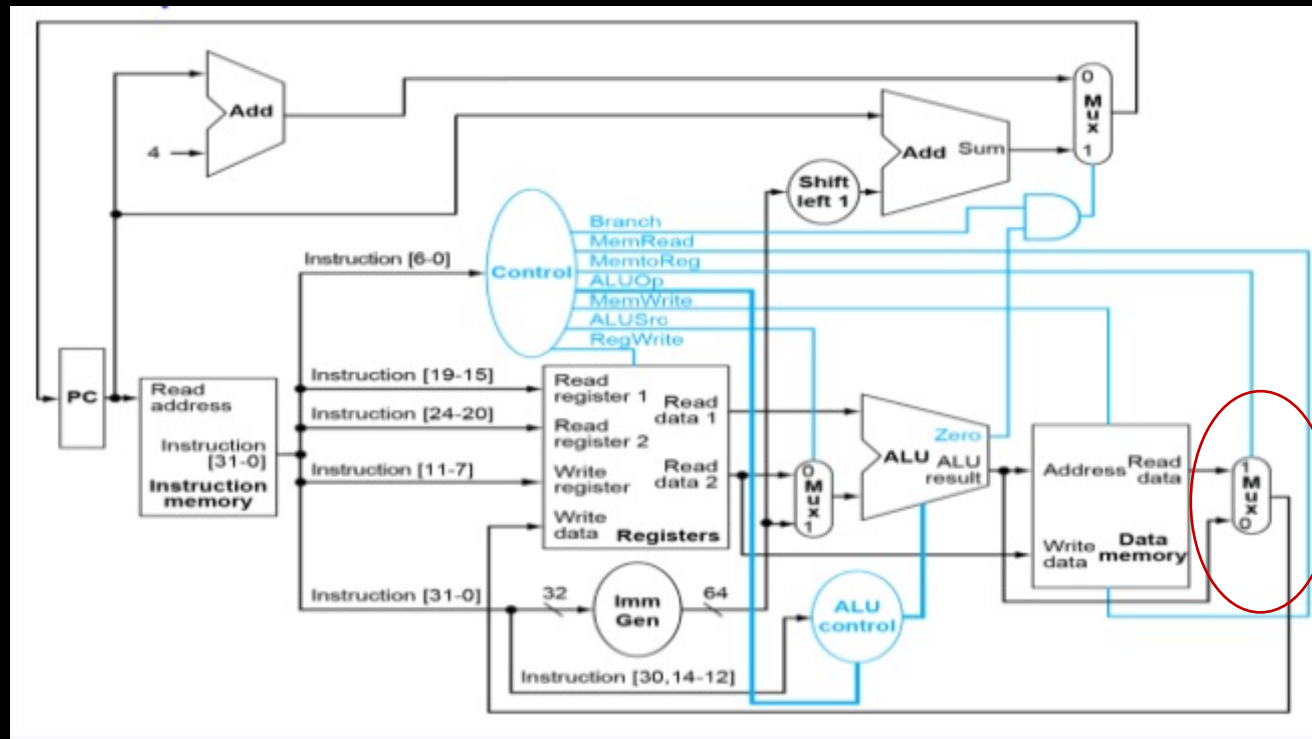 0
Mux
1
Add
4
Add Sum
Shift
left 1
Branch
MemRead
MemtoReg
ALUOp
MemWrite
ALUSrc
RegWrite
Instruction [6-0]
Control
PC
Read
address
Instruction
[31-0]
Instruction
memory
Instruction [19-15]
Instruction [24-20]
Instruction [11-7]
Instruction [31-0]
Read
register 1
Read
data 1
Read
register 2
Write
register
Read
data 2
Write
data
Registers
0
Mux
1
Zero
ALU
ALU
result
Address
Read
data
Write
data
Data
memory
1
Mux
0
32
Imm
Gen
64
ALU
control
Instruction [30,14-12]